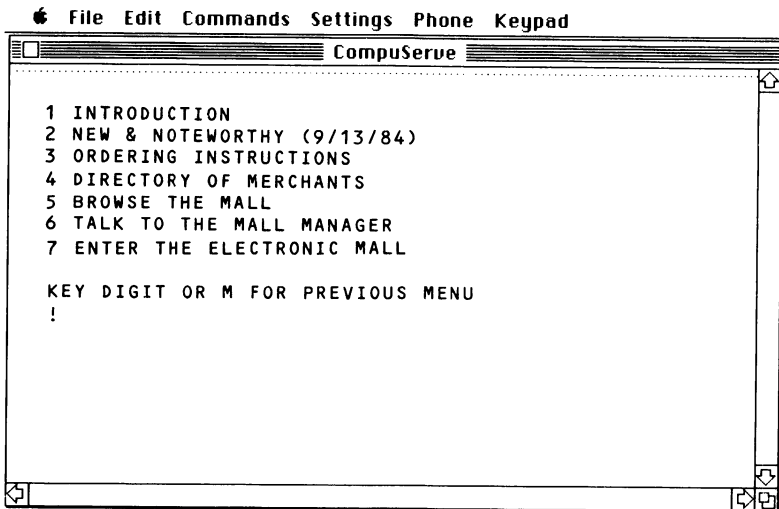 File Edit Commands Settings Phone Keypad
CompuServe
1 INTRODUCTION
2 NEW & NOTEWORTHY (9/13/84)
3 ORDERING INSTRUCTIONS
4 DIRECTORY OF MERCHANTS
5 BROWSE THE MALL
6 TALK TO THE MALL MANAGER
7 ENTER THE ELECTRONIC MALL
KEY DIGIT OR M FOR PREVIOUS MENU
!